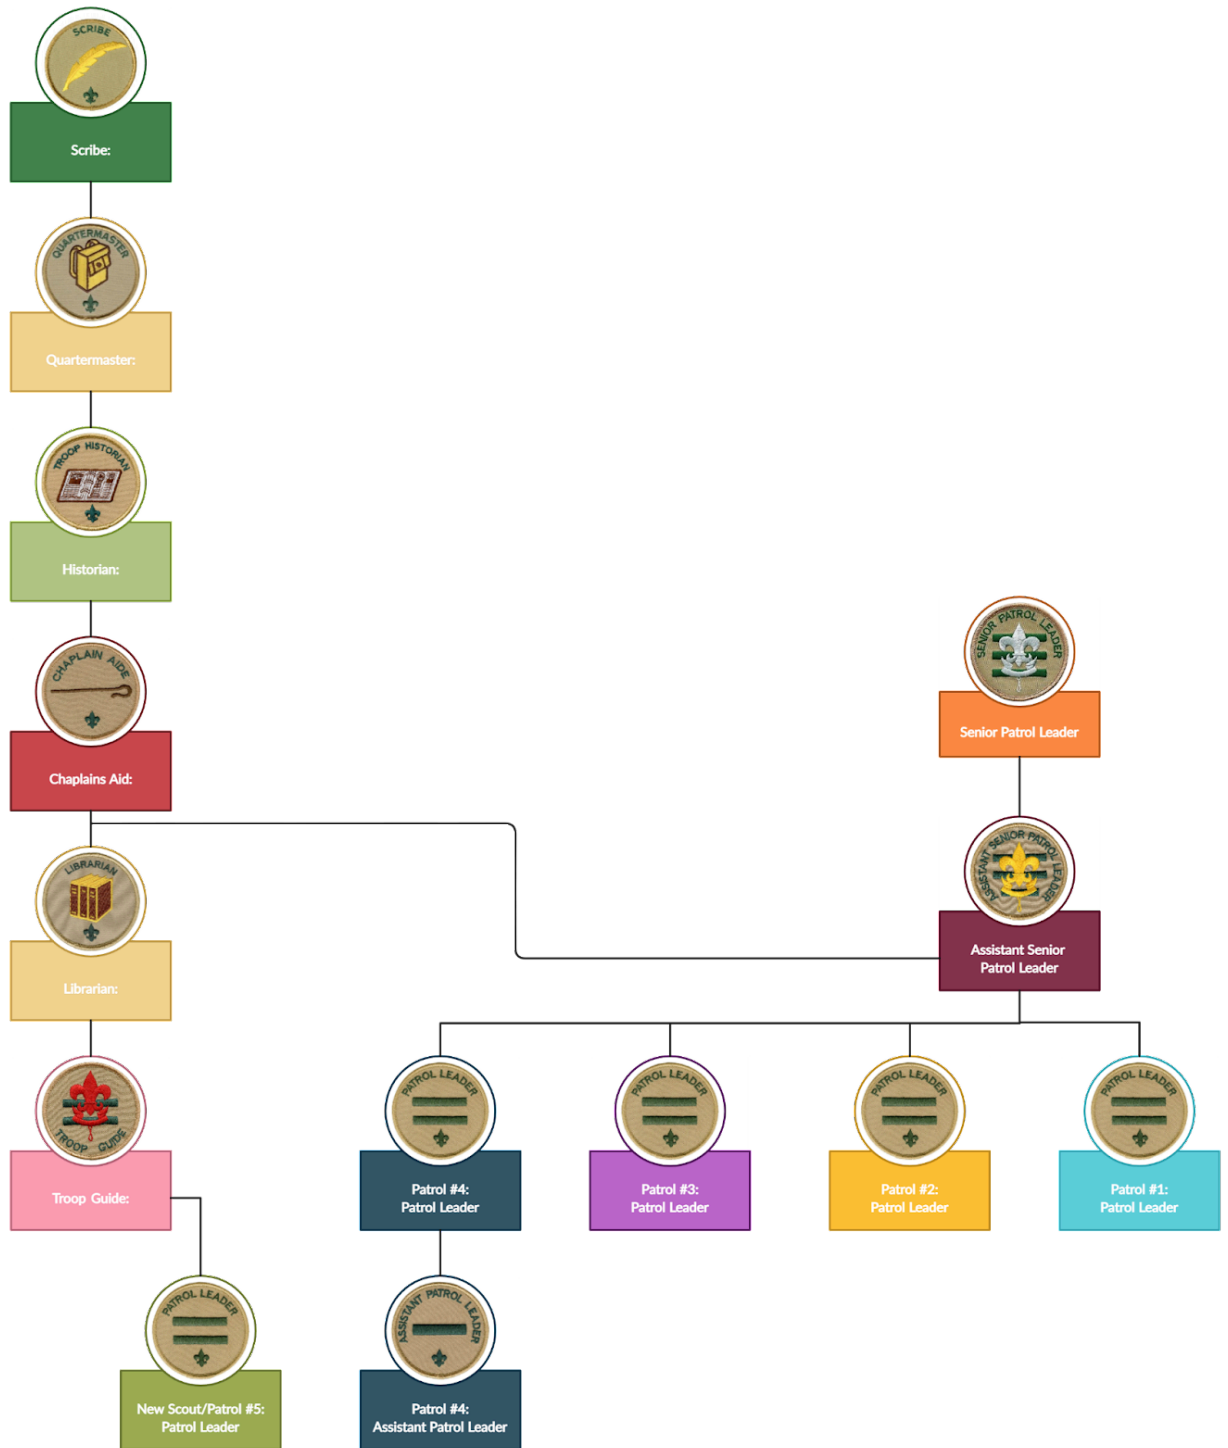 SCRIBE
Scribe:
QUARTERMASTER
Quartermaster:
TROOP HISTORIAN
Historian:
CHAPLAIN AIDE
Chaplains Aid:
SENIOR PATROL LEADER
Senior Patrol Leader
LIBRARIAN
Librarian:
ASSISTANT SENIOR PATROL LEADER
Assistant Senior
Patrol Leader
TROOP GUIDE
Troop Guide:
PATROL LEADER
Patrol #4:
Patrol Leader
PATROL LEADER
Patrol #3:
Patrol Leader
PATROL LEADER
Patrol #2:
Patrol Leader
PATROL LEADER
Patrol #1:
Patrol Leader
PATROL LEADER
New Scout/Patrol #5:
Patrol Leader
ASSISTANT PATROL LEADER
Patrol #4:
Assistant Patrol Leader